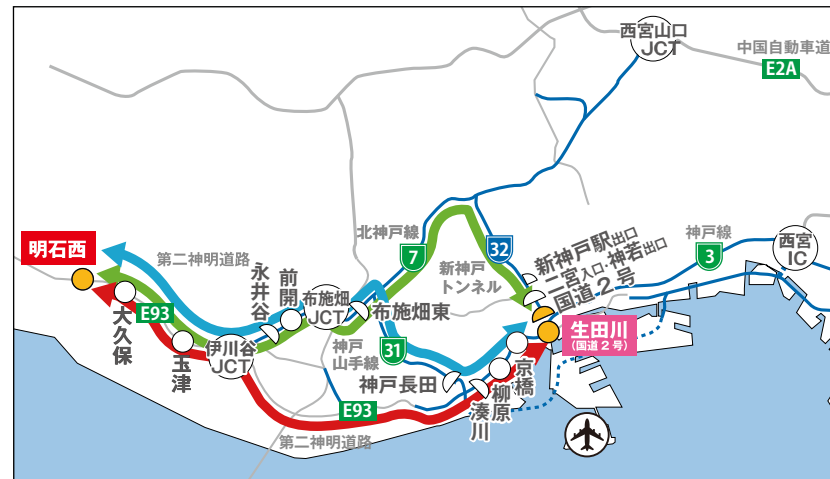 西宮山口
JCT
中国自動車道
E2A
北神戸線
7
32
新神戸
トンネル
新神戸駅出口
二宮入口・神若出口
国道2号
神戸線
3
西宮
IC
明石西
第二神明道路
永井谷
前開
布施畑
JCT
布施畑東
E93
大久保
玉津
伊川谷
JCT
神戸
山手線
31
神戸長田
E93
湊川
柳原
京橋
生田川
(国道2号)
第二神明道路